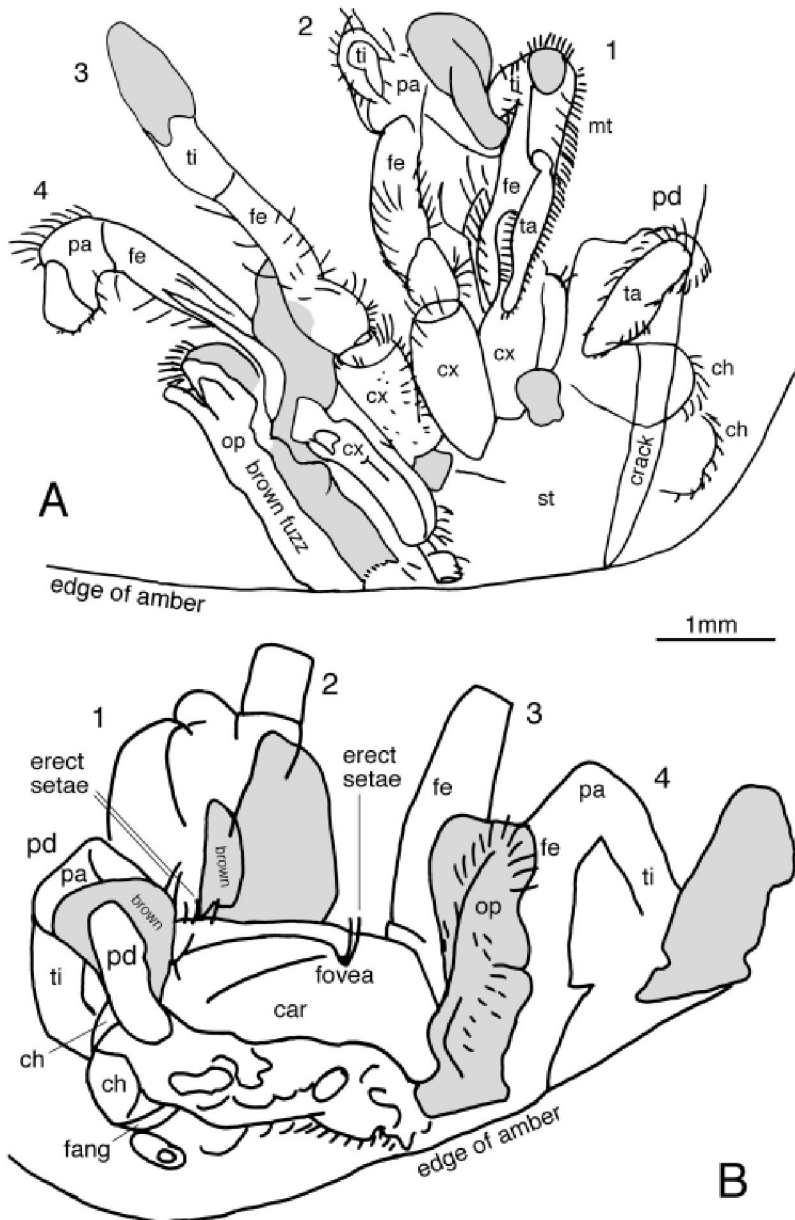 2
1
3
ti
pa
ti
mt
ti
fe
fe
4
fe
pd
pa
fe
ta
ta
cx
cx
ch
cx
op
cx
ch
brown fuzz
crack
A
st
edge of amber
1mm
2
1
3
erect
setae
erect
setae
4
fe
pa
pd
fe
pa
brown
brown
ti
op
pd
fovea
ti
car
ch
ch
fang
edge of amber
B